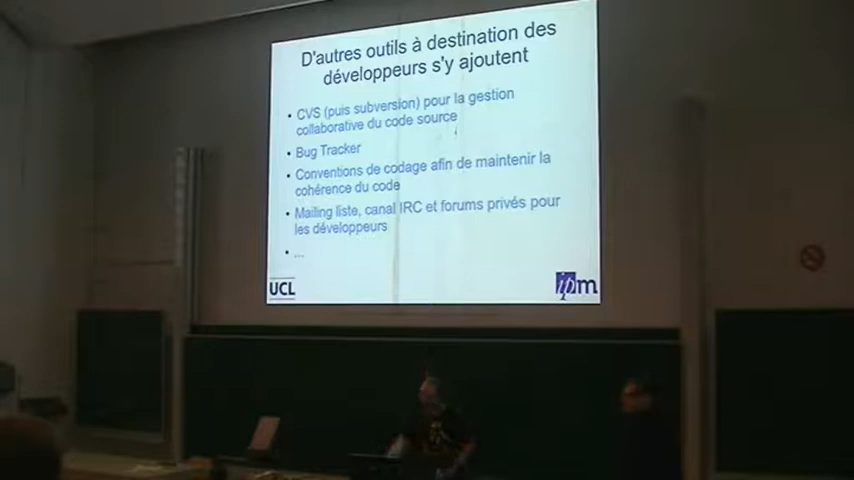 D'autres outils à destination des
développeurs s'y ajoutent
• CVS (puis subversion) pour la gestion
collaborative du code source
• Bug Tracker
• Conventions de codage afin de maintenir la
cohérence du code
• Mailing liste, canal IRC et forums privés pour
les développeurs
• ...
UCL
ipm